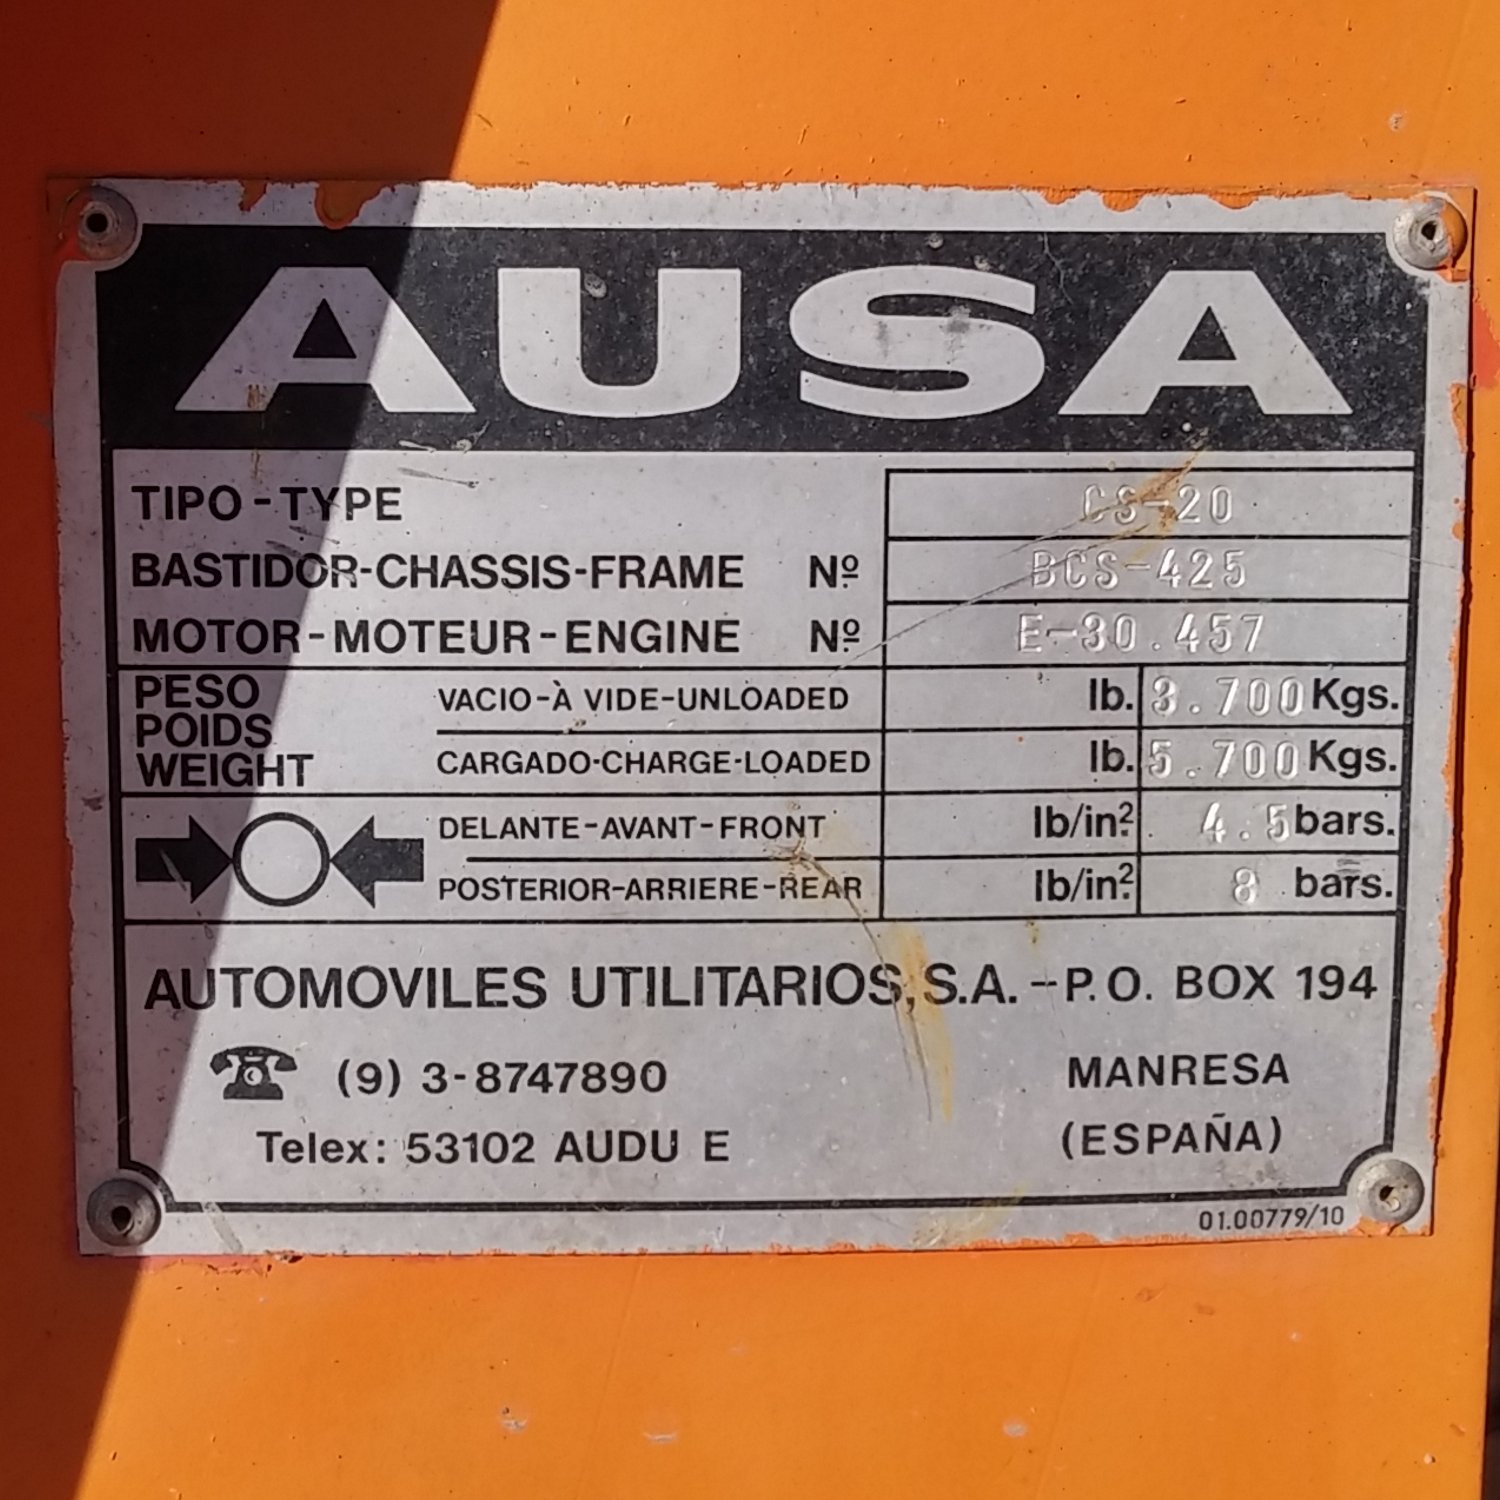 AUSA
TIPO-TYPE CS-20
BASTIDOR-CHASSIS-FRAME Nº BCS-425
MOTOR-MOTEUR-ENGINE Nº E-30.457
PESO
POIDS
WEIGHT
VACIO-À VIDE-UNLOADED lb. 3.700 Kgs.
CARGADO-CHARGE-LOADED lb. 5.700 Kgs.
DELANTE-AVANT-FRONT lb/in². 4.5 bars.
POSTERIOR-ARRIERE-REAR lb/in². 8 bars.
AUTOMOVILES UTILITARIOS, S.A. - P.O. BOX 194
(9) 3-8747890 MANRESA
Telex: 53102 AUDU E (ESPAÑA)
01.00779/10